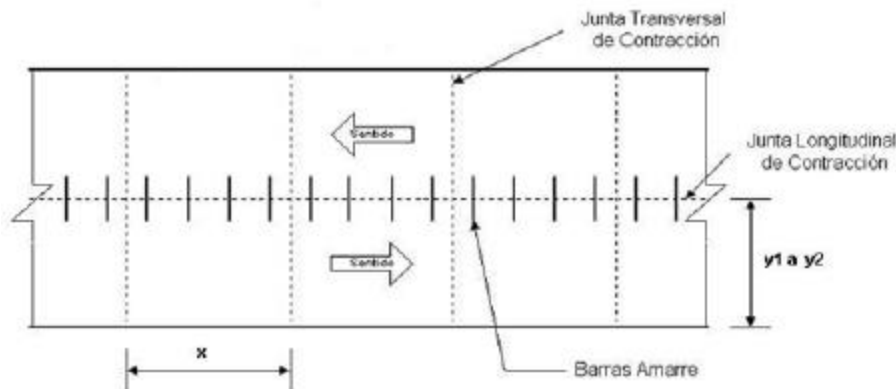 Junta Transversal
de Contracción
Sentido
Junta Longitudinal
de Contracción
Sentido
y1 a y2
x
Barras Amarre